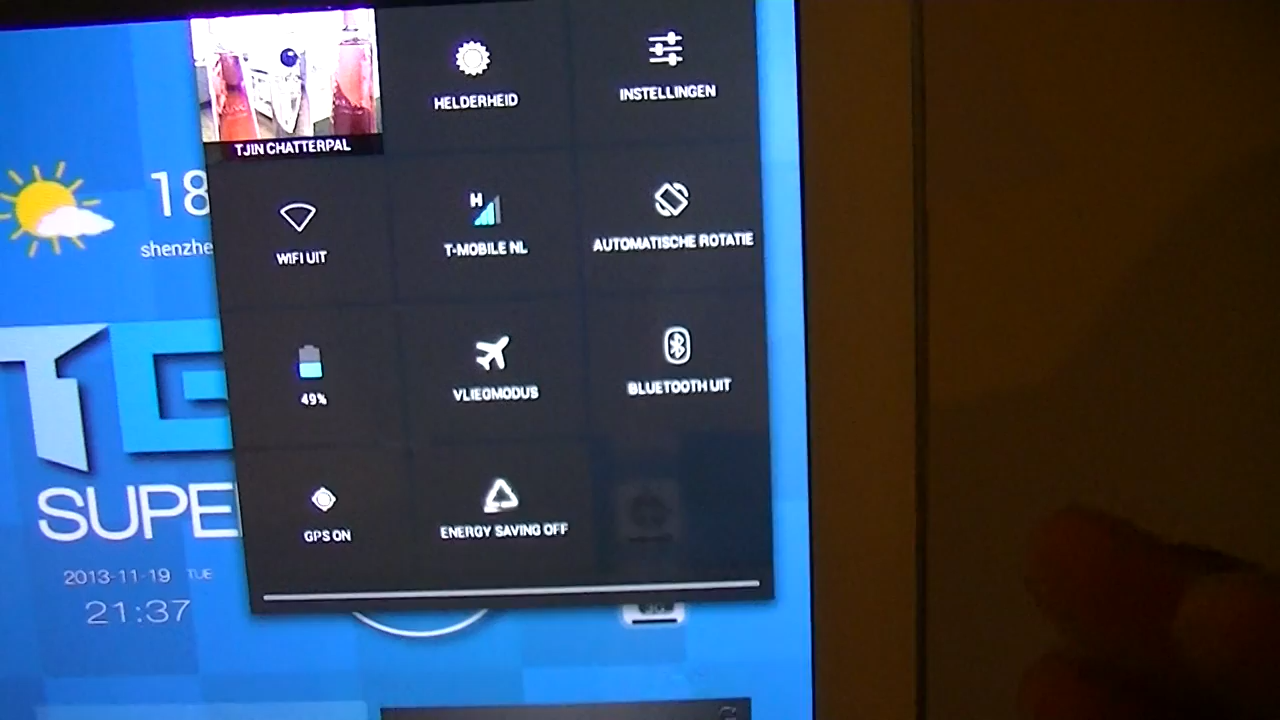 TJIN CHATTERPAL
HELDERHEID
INSTELLINGEN
WIFI UIT
H
T-MOBILE NL
AUTOMATISCHE ROTATIE
49%
VLIEGMODUS
BLUETOOTH UIT
GPS ON
ENERGY SAVING OFF
18
shenzhe
SUPE
2013-11-19 TUE
21:37